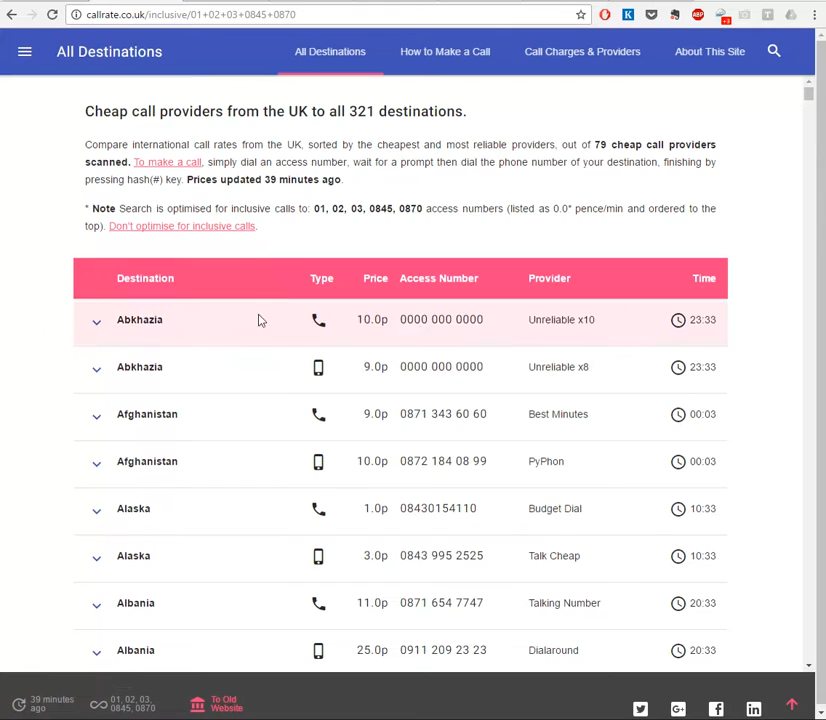 callrate.co.uk/inclusive/01+02+03+0845+0870
All Destinations
All Destinations
How to Make a Call
Call Charges & Providers
About This Site
Cheap call providers from the UK to all 321 destinations.
Compare international call rates from the UK, sorted by the cheapest and most reliable providers, out of 79 cheap call providers
scanned. To make a call, simply dial an access number, wait for a prompt then dial the phone number of your destination, finishing by
pressing hash(#) key. Prices updated 39 minutes ago.
* Note Search is optimised for inclusive calls to: 01, 02, 03, 0845, 0870 access numbers (listed as 0.0* pence/min and ordered to the
top). Don't optimise for inclusive calls.
Destination Type Price Access Number Provider Time
Abkhazia 10.0p 0000 000 0000 Unreliable x10 23:33
Abkhazia 9.0p 0000 000 0000 Unreliable x8 23:33
Afghanistan 9.0p 0871 343 60 60 Best Minutes 00:03
Afghanistan 10.0p 0872 184 08 99 PyPhon 00:03
Alaska 1.0p 08430154110 Budget Dial 10:33
Alaska 3.0p 0843 995 2525 Talk Cheap 10:33
Albania 11.0p 0871 654 7747 Talking Number 20:33
Albania 25.0p 0911 209 23 23 Dialaround 20:33
39 minutes
ago
01, 02, 03,
0845, 0870
To Old
Website